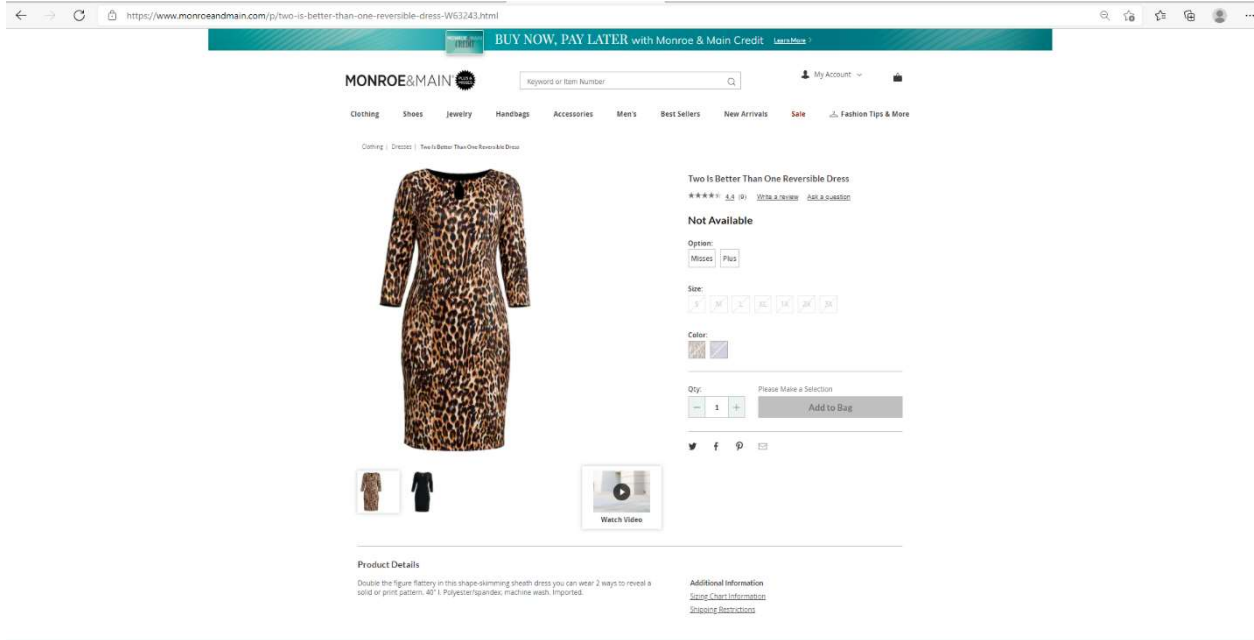 https://www.monroeandmain.com/p/two-is-better-than-one-reversible-dress-W63243.html
BUY NOW, PAY LATER with Monroe & Main Credit Learn More >
MONROE&MAIN
Keyword or Item Number
My Account
Clothing Shoes Jewelry Handbags Accessories Men's Best Sellers New Arrivals Sale Fashion Tips & More
Clothing | Dresses | Two Is Better Than One Reversible Dress
Two Is Better Than One Reversible Dress
4.4 (9) Write a review Ask a question
Not Available
Option:
Misses Plus
Size:
S M L XL 1X 2X 3X
Color:
Qty: Please Make a Selection
1 Add to Bag
Watch Video
Product Details
Double the figure flattery in this shape-skimming sheath dress you can wear 2 ways to reveal a
solid or print pattern. 40" l. Polyester/spandex; machine wash. Imported.
Additional Information
Sizing Chart Information
Shipping Restrictions